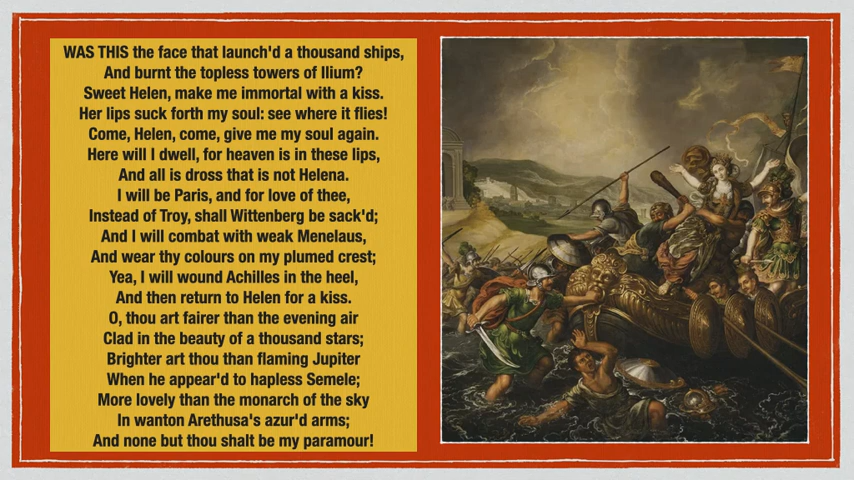 WAS THIS the face that launch'd a thousand ships,
And burnt the topless towers of Ilium?
Sweet Helen, make me immortal with a kiss.
Her lips suck forth my soul: see where it flies!
Come, Helen, come, give me my soul again.
Here will I dwell, for heaven is in these lips,
And all is dross that is not Helena.
I will be Paris, and for love of thee,
Instead of Troy, shall Wittenberg be sack'd;
And I will combat with weak Menelaus,
And wear thy colours on my plumed crest;
Yea, I will wound Achilles in the heel,
And then return to Helen for a kiss.
O, thou art fairer than the evening air
Clad in the beauty of a thousand stars;
Brighter art thou than flaming Jupiter
When he appear'd to hapless Semele;
More lovely than the monarch of the sky
In wanton Arethusa's azur'd arms;
And none but thou shalt be my paramour!